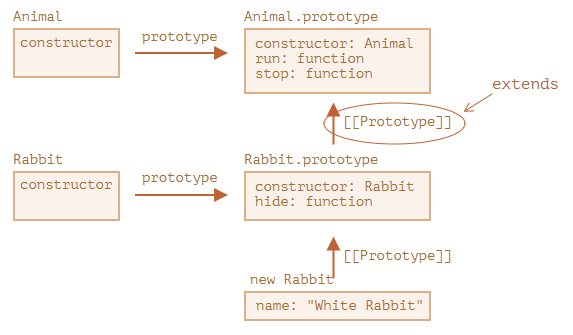 Animal
Animal.prototype
constructor
prototype
constructor: Animal
run: function
stop: function
extends
[[Prototype]]
Rabbit
Rabbit.prototype
constructor
prototype
constructor: Rabbit
hide: function
[[Prototype]]
new Rabbit
name: "White Rabbit"